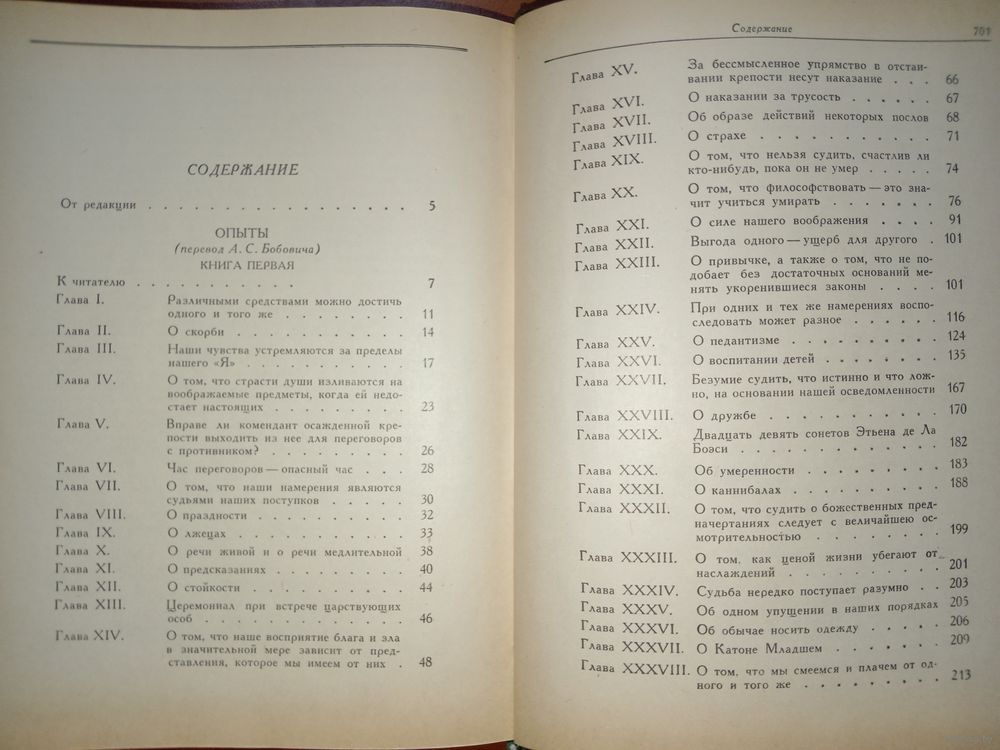 СОДЕРЖАНИЕ
От редакции . . . . . . . . . . . . . . . . . 5
ОПЫТЫ
(перевод А. С. Бобовича)
КНИГА ПЕРВАЯ
К читателю . . . . . . . . . . . 7
Глава I. Различными средствами можно достичь
одного и того же . . . . . . . . 11
Глава II. О скорби . . . . . . . . . . . 14
Глава III. Наши чувства устремляются за пределы
нашего «Я» . . . . . . . . . . 17
Глава IV. О том, что страсти души изливаются на
воображаемые предметы, когда ей недо-
стает настоящих . . . . . . . . . 23
Глава V. Вправе ли комендант осажденной кре-
пости выходить из нее для переговоров
с противником? . . . . . . . . . 26
Глава VI. Час переговоров — опасный час . . . 28
Глава VII. О том, что наши намерения являются
судьями наших поступков . . . . . 30
Глава VIII. О праздности . . . . . . . . . . 32
Глава IX. О лжецах . . . . . . . . . . . 33
Глава X. О речи живой и о речи медлительной 38
Глава XI. О предсказаниях . . . . . . . . . 40
Глава XII. О стойкости . . . . . . . . . . . 44
Глава XIII. Церемониал при встрече царствующих
особ . . . . . . . . . . . . . 46
Глава XIV. О том, что наше восприятие блага и зла
в значительной мере зависит от пред-
ставления, которое мы имеем от них . 48
Содержание 701
Глава XV. За бессмысленное упрямство в отстаи-
вании крепости несут наказание . . . 66
Глава XVI. О наказании за трусость . . . . . . 67
Глава XVII. Об образе действий некоторых послов 68
Глава XVIII. О страхе . . . . . . . . . . . 71
Глава XIX. О том, что нельзя судить, счастлив ли
кто-нибудь, пока он не умер . . . . . 74
Глава XX. О том, что философствовать — это зна-
чит учиться умирать . . . . . . . 76
Глава XXI. О силе нашего воображения . . . . 91
Глава XXII. Выгода одного — ущерб для другого . 101
Глава XXIII. О привычке, а также о том, что не по-
добает без достаточных оснований ме-
нять укоренившиеся законы . . . . 101
Глава XXIV. При одних и тех же намерениях воспо-
следовать может разное . . . . . . 116
Глава XXV. О педантизме . . . . . . . . . . 124
Глава XXVI. О воспитании детей . . . . . . . . 135
Глава XXVII. Безумие судить, что истинно и что лож-
но, на основании нашей осведомленности 167
Глава XXVIII. О дружбе . . . . . . . . . . . 170
Глава XXIX. Двадцать девять сонетов Этьена де Ла
Боэси . . . . . . . . . . . . . 182
Глава XXX. Об умеренности . . . . . . . . . 183
Глава XXXI. О каннибалах . . . . . . . . . . 188
Глава XXXII. О том, что судить о божественных пред-
начертаниях следует с величайшею ос-
мотрительностью . . . . . . . . 199
Глава XXXIII. О том, как ценой жизни убегают от
наслаждений . . . . . . . . . . 201
Глава XXXIV. Судьба нередко поступает разумно . . 203
Глава XXXV. Об одном упущении в наших порядках 205
Глава XXXVI. Об обычае носить одежду . . . . . 206
Глава XXXVII. О Катоне Младшем . . . . . . . 209
Глава XXXVIII. О том, что мы смеемся и плачем от од-
ного и того же . . . . . . . . . 213